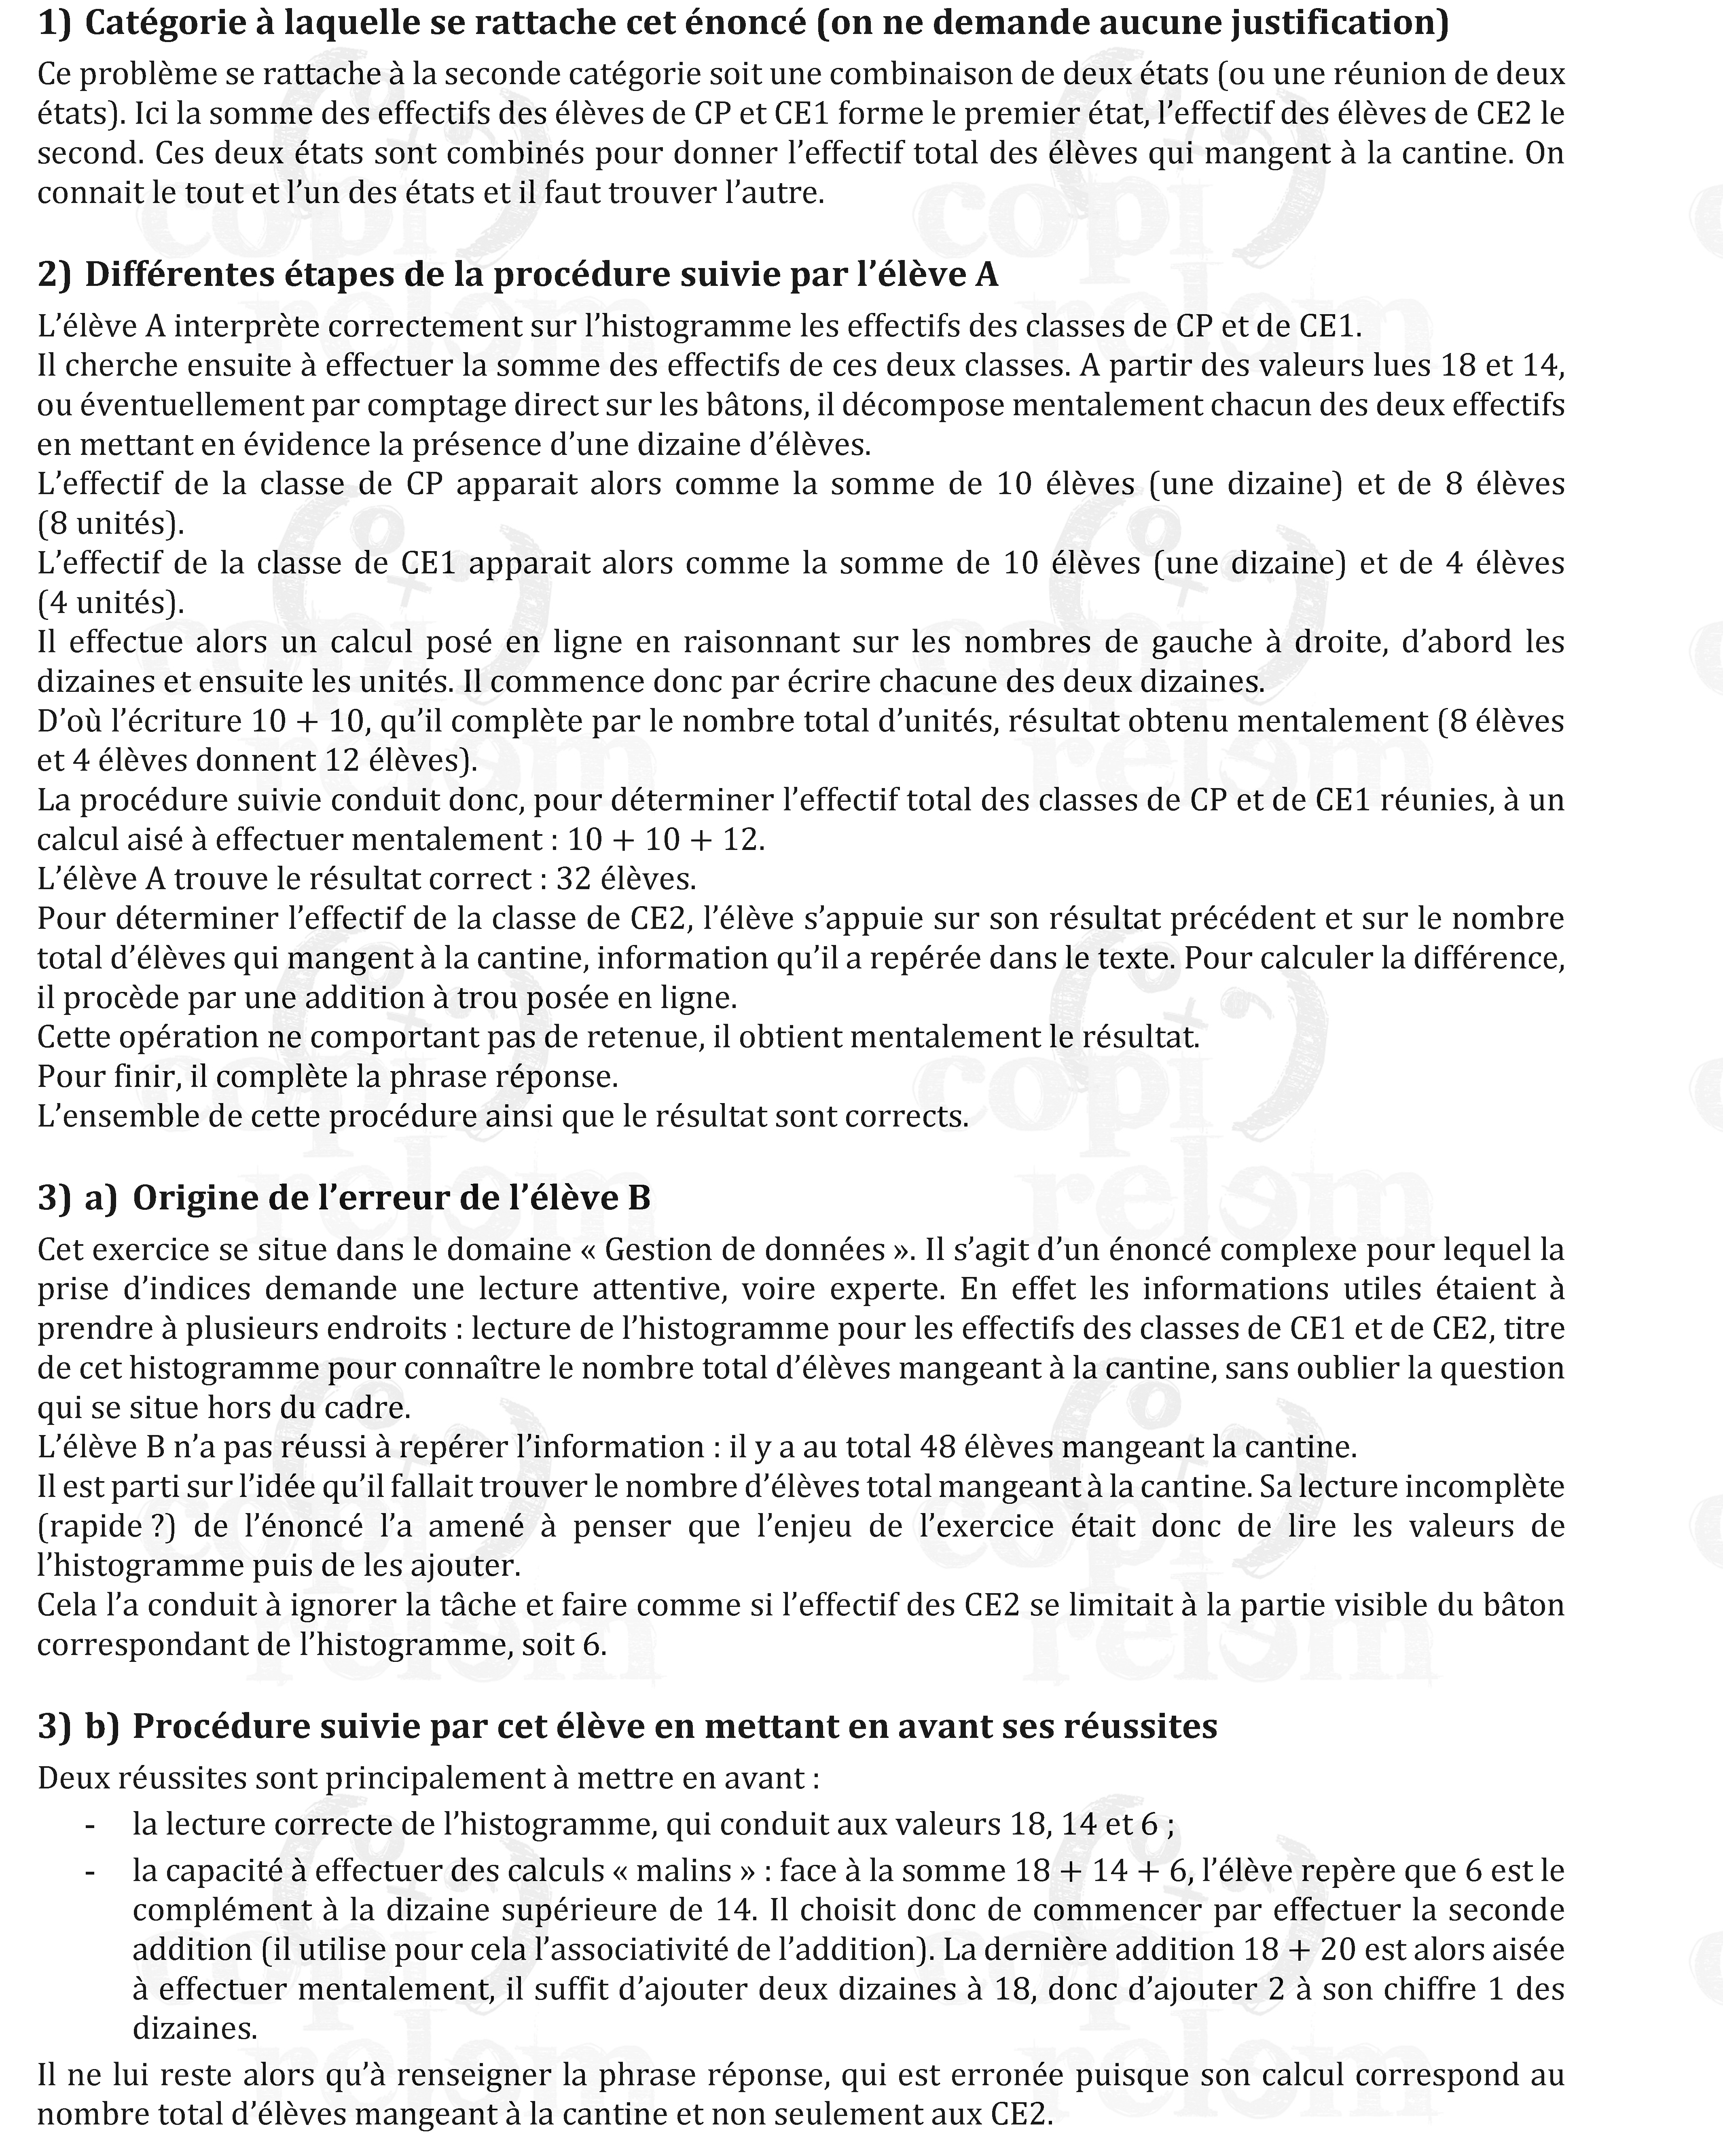 1) Catégorie à laquelle se rattache cet énoncé (on ne demande aucune justification)
Ce problème se rattache à la seconde catégorie soit une combinaison de deux états (ou une réunion de deux
états). Ici la somme des effectifs des élèves de CP et CE1 forme le premier état, l’effectif des élèves de CE2 le
second. Ces deux états sont combinés pour donner l’effectif total des élèves qui mangent à la cantine. On
connait le tout et l’un des états et il faut trouver l’autre.
2) Différentes étapes de la procédure suivie par l’élève A
L’élève A interprète correctement sur l’histogramme les effectifs des classes de CP et de CE1.
Il cherche ensuite à effectuer la somme des effectifs de ces deux classes. A partir des valeurs lues 18 et 14,
ou éventuellement par comptage direct sur les bâtons, il décompose mentalement chacun des deux effectifs
en mettant en évidence la présence d’une dizaine d’élèves.
L’effectif de la classe de CP apparait alors comme la somme de 10 élèves (une dizaine) et de 8 élèves
(8 unités).
L’effectif de la classe de CE1 apparait alors comme la somme de 10 élèves (une dizaine) et de 4 élèves
(4 unités).
Il effectue alors un calcul posé en ligne en raisonnant sur les nombres de gauche à droite, d’abord les
dizaines et ensuite les unités. Il commence donc par écrire chacune des deux dizaines.
D’où l’écriture 10 + 10, qu’il complète par le nombre total d’unités, résultat obtenu mentalement (8 élèves
et 4 élèves donnent 12 élèves).
La procédure suivie conduit donc, pour déterminer l’effectif total des classes de CP et de CE1 réunies, à un
calcul aisé à effectuer mentalement : 10 + 10 + 12.
L’élève A trouve le résultat correct : 32 élèves.
Pour déterminer l’effectif de la classe de CE2, l’élève s’appuie sur son résultat précédent et sur le nombre
total d’élèves qui mangent à la cantine, information qu’il a repérée dans le texte. Pour calculer la différence,
il procède par une addition à trou posée en ligne.
Cette opération ne comportant pas de retenue, il obtient mentalement le résultat.
Pour finir, il complète la phrase réponse.
L’ensemble de cette procédure ainsi que le résultat sont corrects.
3) a) Origine de l’erreur de l’élève B
Cet exercice se situe dans le domaine « Gestion de données ». Il s’agit d’un énoncé complexe pour lequel la
prise d’indices demande une lecture attentive, voire experte. En effet les informations utiles étaient à
prendre à plusieurs endroits : lecture de l’histogramme pour les effectifs des classes de CE1 et de CE2, titre
de cet histogramme pour connaître le nombre total d’élèves mangeant à la cantine, sans oublier la question
qui se situe hors du cadre.
L’élève B n’a pas réussi à repérer l’information : il y a au total 48 élèves mangeant la cantine.
Il est parti sur l’idée qu’il fallait trouver le nombre d’élèves total mangeant à la cantine. Sa lecture incomplète
(rapide ?) de l’énoncé l’a amené à penser que l’enjeu de l’exercice était donc de lire les valeurs de
l’histogramme puis de les ajouter.
Cela l’a conduit à ignorer la tâche et faire comme si l’effectif des CE2 se limitait à la partie visible du bâton
correspondant de l’histogramme, soit 6.
3) b) Procédure suivie par cet élève en mettant en avant ses réussites
Deux réussites sont principalement à mettre en avant :
- la lecture correcte de l’histogramme, qui conduit aux valeurs 18, 14 et 6 ;
- la capacité à effectuer des calculs « malins » : face à la somme 18 + 14 + 6, l’élève repère que 6 est le
complément à la dizaine supérieure de 14. Il choisit donc de commencer par effectuer la seconde
addition (il utilise pour cela l’associativité de l’addition). La dernière addition 18 + 20 est alors aisée
à effectuer mentalement, il suffit d’ajouter deux dizaines à 18, donc d’ajouter 2 à son chiffre 1 des
dizaines.
Il ne lui reste alors qu’à renseigner la phrase réponse, qui est erronée puisque son calcul correspond au
nombre total d’élèves mangeant à la cantine et non seulement aux CE2.